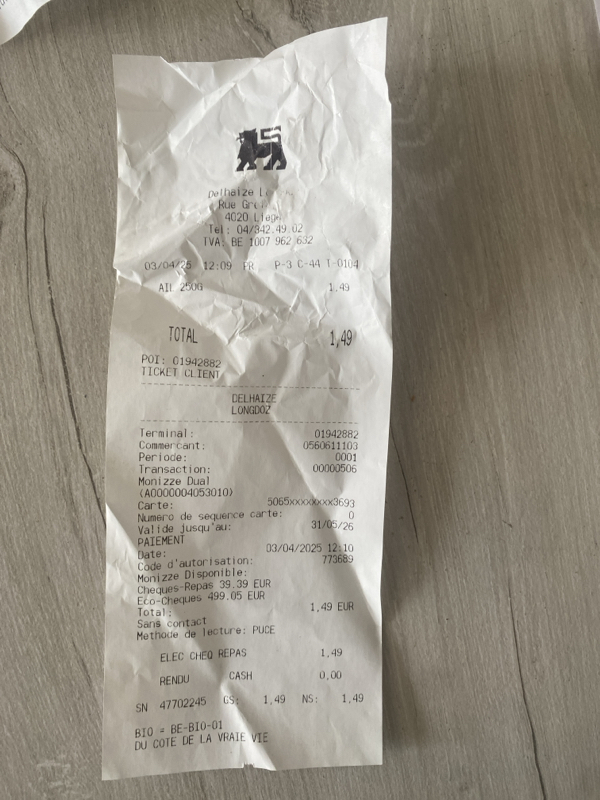 Delhaize
Rue
4020 Liege
Tel: 04/342.49.02
TVA: BE 1007 962 632
03/04/25 12:09 PR P-3 C-44 T-0104
AIL 250G 1,49
TOTAL 1,49
POI: 01942882
TICKET CLIENT
DELHAIZE
LONGDOZ
Terminal: 01942882
Commercant: 0560611103
Periode: 0001
Transaction: 00000506
Monizze Dual
(A0000004053010)
Carte: 5065xxxxxxxx3693
Numero de sequence carte: 0
Valide jusqu'au: 31/05/26
PAIEMENT
Date: 03/04/2025 12:10
Code d'autorisation: 773689
Monizze Disponible:
Cheques-Repas 39.39 EUR
Eco-Cheques 499.05 EUR
Total: 1,49 EUR
Sans contact
Methode de lecture: PUCE
ELEC CHEQ REPAS 1,49
RENDU CASH 0,00
SN 47702245 GS: 1,49 NS: 1,49
BIO = BE-BIO-01
DU COTE DE LA VRAIE VIE